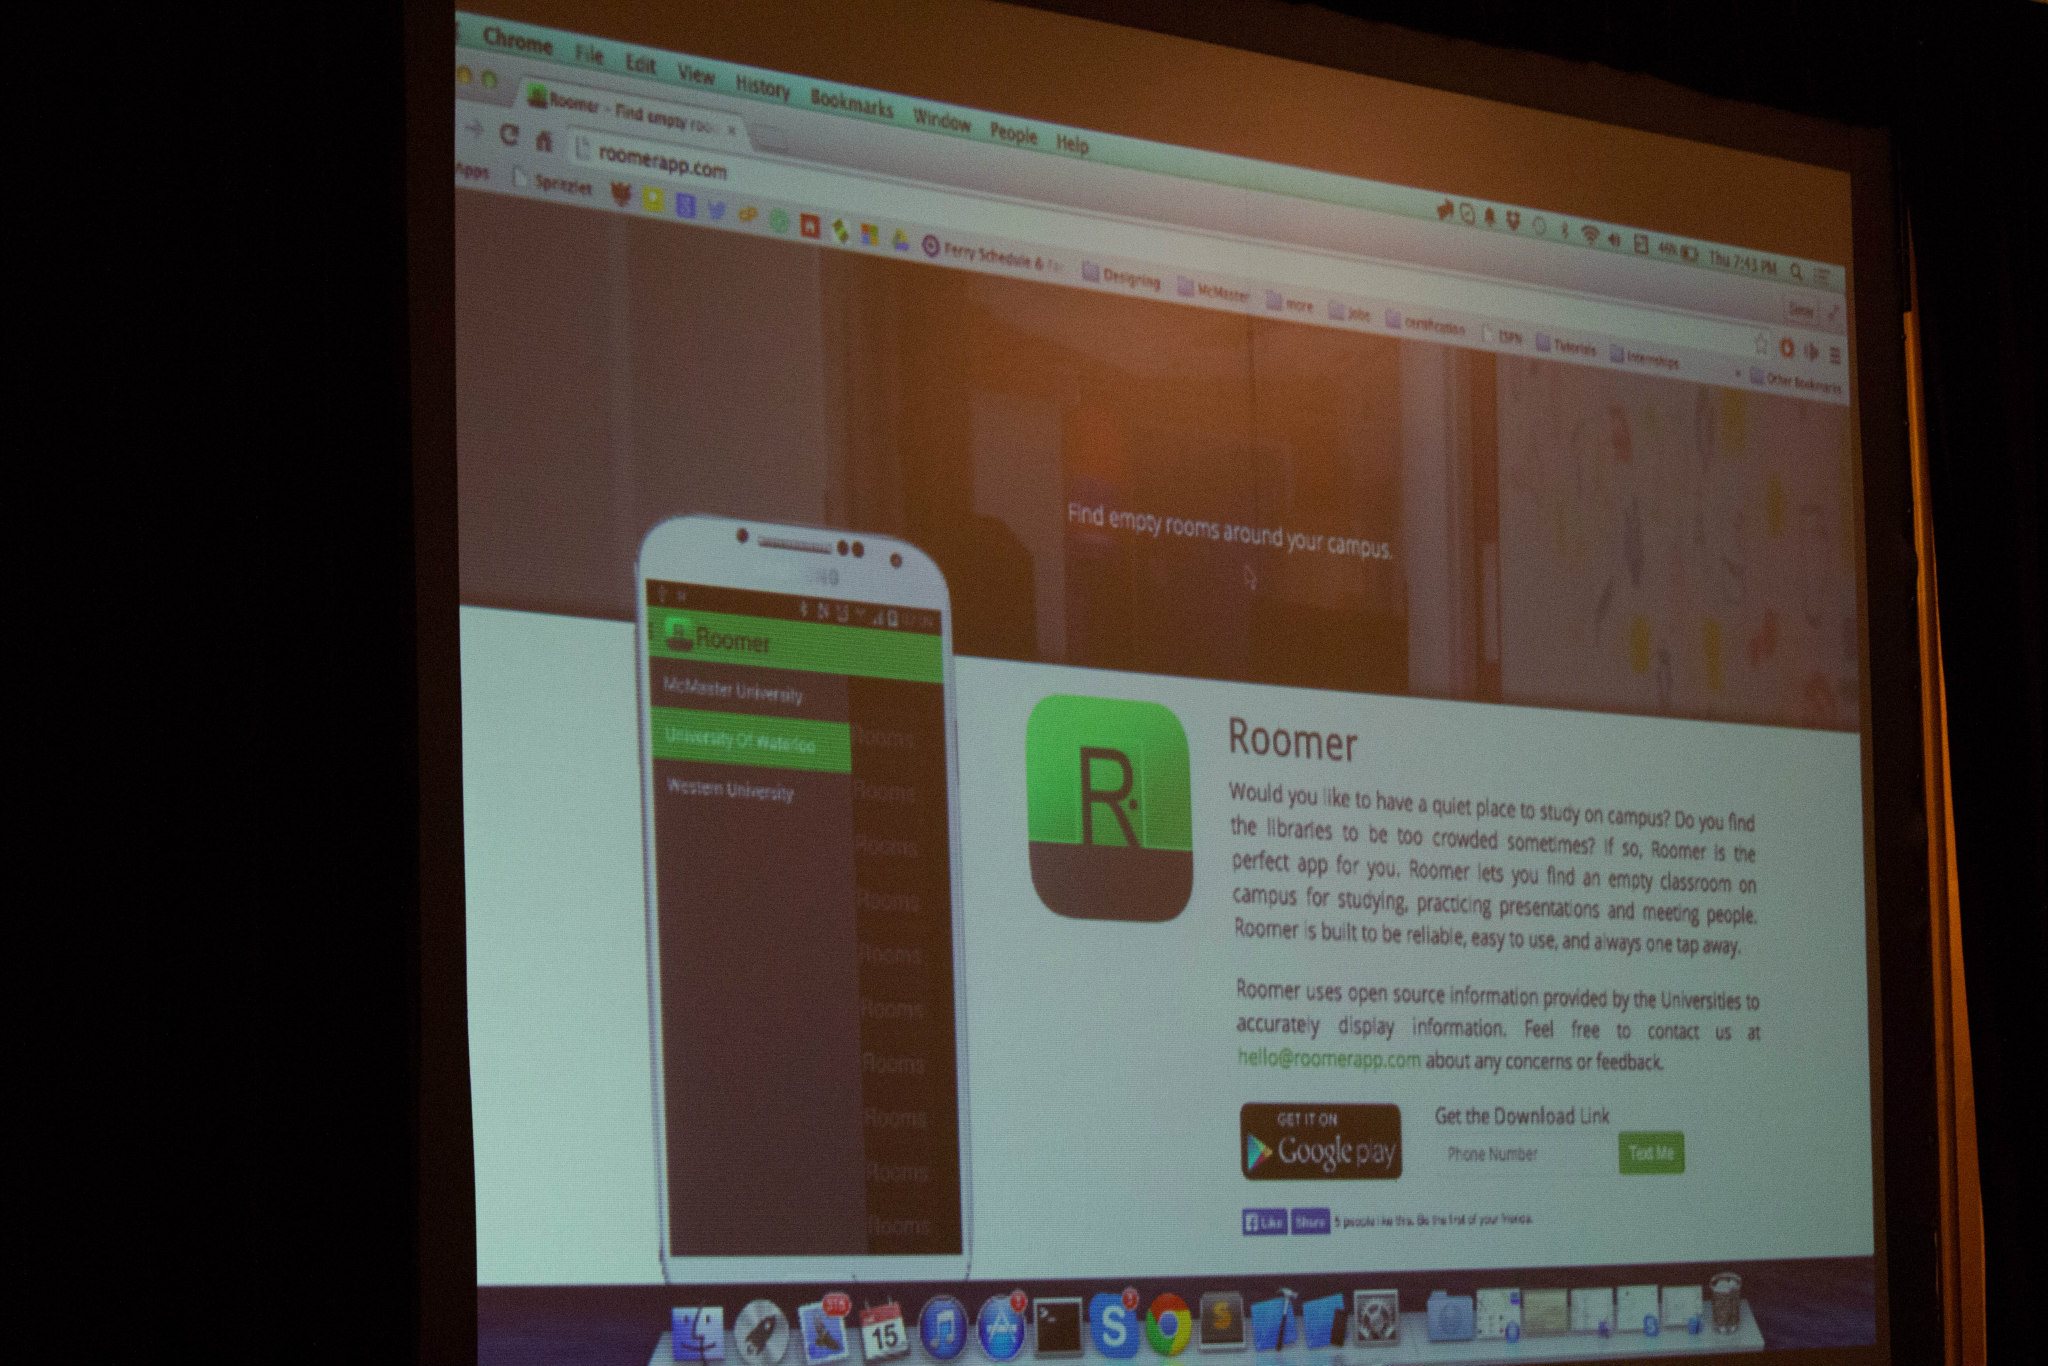 Chrome File Edit View History Bookmarks Window People Help
46% Thu 7:43 PM
Roomer - Find empty roo
roomerapp.com
Apps Spritzlet Ferry Schedule & Designing McMaster more jobs certification ESPN Tutorials Internships Other Bookmarks
Find empty rooms around your campus.
Roomer
McMaster University
University Of Waterloo
Western University
Rooms
Rooms
Rooms
Rooms
Rooms
Rooms
Rooms
Rooms
Rooms
Rooms
R
Roomer
Would you like to have a quiet place to study on campus? Do you find
the libraries to be too crowded sometimes? If so, Roomer is the
perfect app for you. Roomer lets you find an empty classroom on
campus for studying, practicing presentations and meeting people.
Roomer is built to be reliable, easy to use, and always one tap away.
Roomer uses open source information provided by the Universities to
accurately display information. Feel free to contact us at
hello@roomerapp.com about any concerns or feedback.
GET IT ON
Google play
Get the Download Link
Phone Number
Text Me
Like Share 5 people like this. Be the first of your friends.
15
S
S